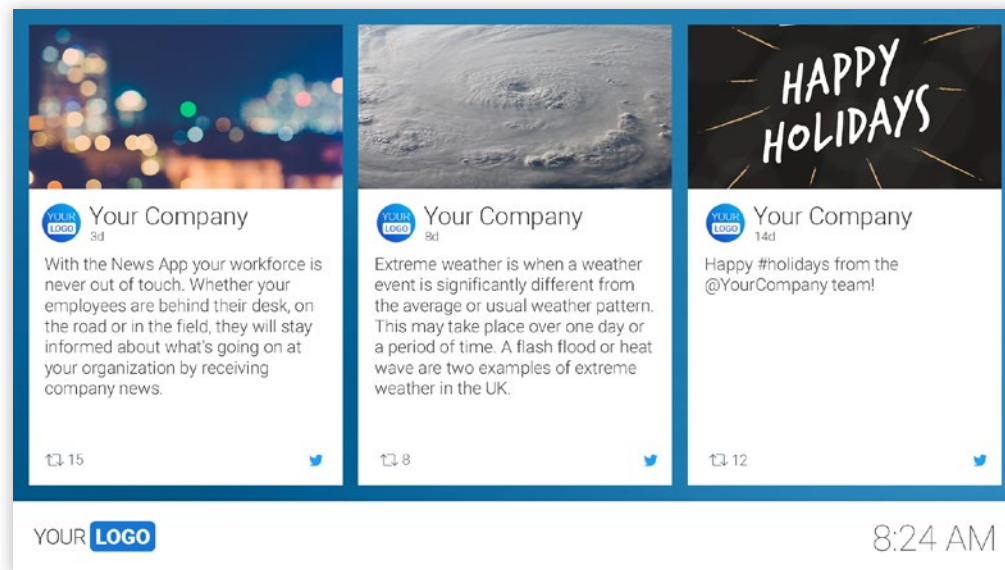 YOUR
LOGO
Your Company
3d
With the News App your workforce is
never out of touch. Whether your
employees are behind their desk, on
the road or in the field, they will stay
informed about what's going on at
your organization by receiving
company news.
15
YOUR
LOGO
Your Company
8d
Extreme weather is when a weather
event is significantly different from
the average or usual weather pattern.
This may take place over one day or
a period of time. A flash flood or heat
wave are two examples of extreme
weather in the UK.
8
HAPPY
HOLIDAYS
YOUR
LOGO
Your Company
14d
Happy #holidays from the
@YourCompany team!
12
YOUR LOGO
8:24 AM